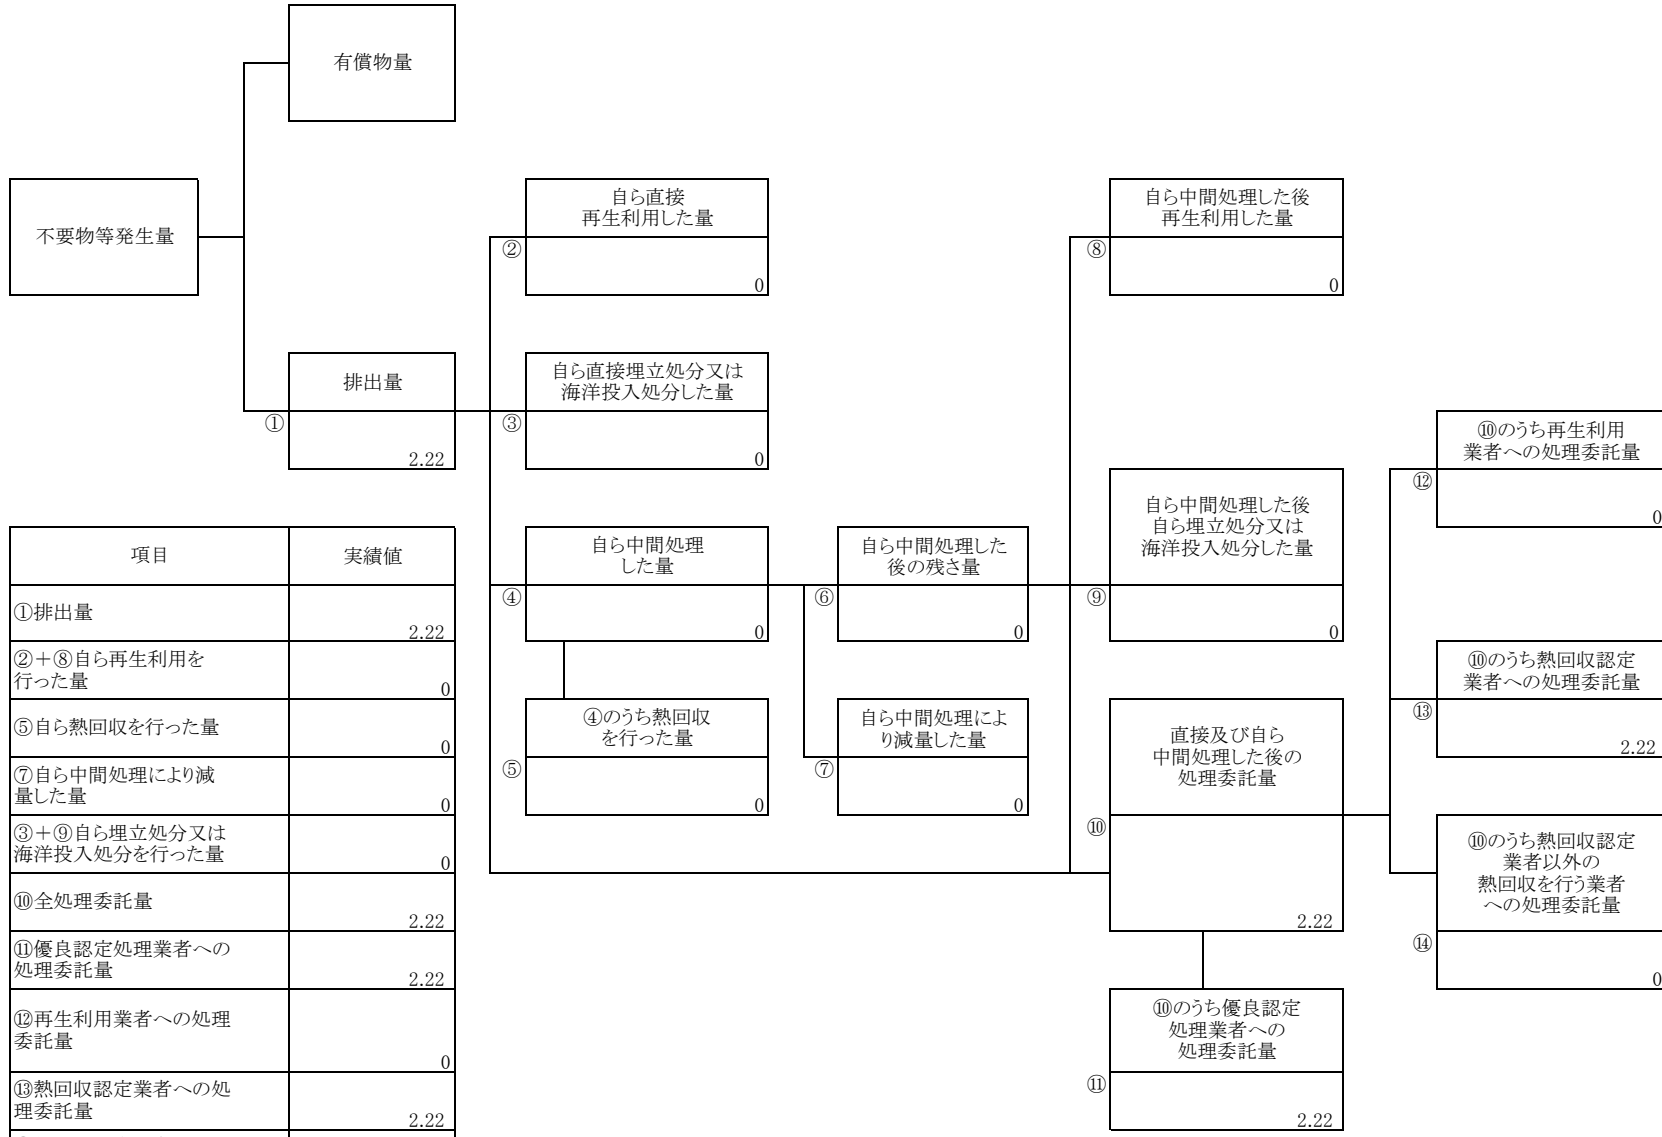 有償物量
不要物等発生量
自ら直接
再生利用した量
②
0
自ら中間処理した後
再生利用した量
⑧
0
排出量
①
2.22
自ら直接埋立処分又は
海洋投入処分した量
③
0
⑩のうち再生利用
業者への処理委託量
⑫
0
自ら中間処理した後
自ら埋立処分又は
海洋投入処分した量
⑨
0
自ら中間処理
した量
④
0
自ら中間処理した
後の残さ量
⑥
0
④のうち熱回収
を行った量
⑤
0
自ら中間処理によ
り減量した量
⑦
0
直接及び自ら
中間処理した後の
処理委託量
⑩
2.22
⑩のうち熱回収認定
業者への処理委託量
⑬
2.22
⑩のうち熱回収認定
業者以外の
熱回収を行う業者
への処理委託量
⑭
0
⑩のうち優良認定
処理業者への
処理委託量
⑪
2.22
項目
実績値
①排出量
2.22
②＋⑧自ら再生利用を
行った量
0
⑤自ら熱回収を行った量
0
⑦自ら中間処理により減
量した量
0
③＋⑨自ら埋立処分又は
海洋投入処分を行った量
0
⑩全処理委託量
2.22
⑪優良認定処理業者への
処理委託量
2.22
⑫再生利用業者への処理
委託量
0
⑬熱回収認定業者への処
理委託量
2.22